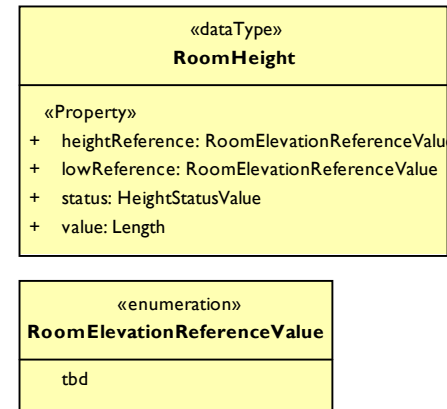 «dataType»
RoomHeight
«Property»
+ heightReference: RoomElevationReferenceValu
+ lowReference: RoomElevationReferenceValue
+ status: HeightStatusValue
+ value: Length
«enumeration»
RoomElevationReferenceValue
tbd